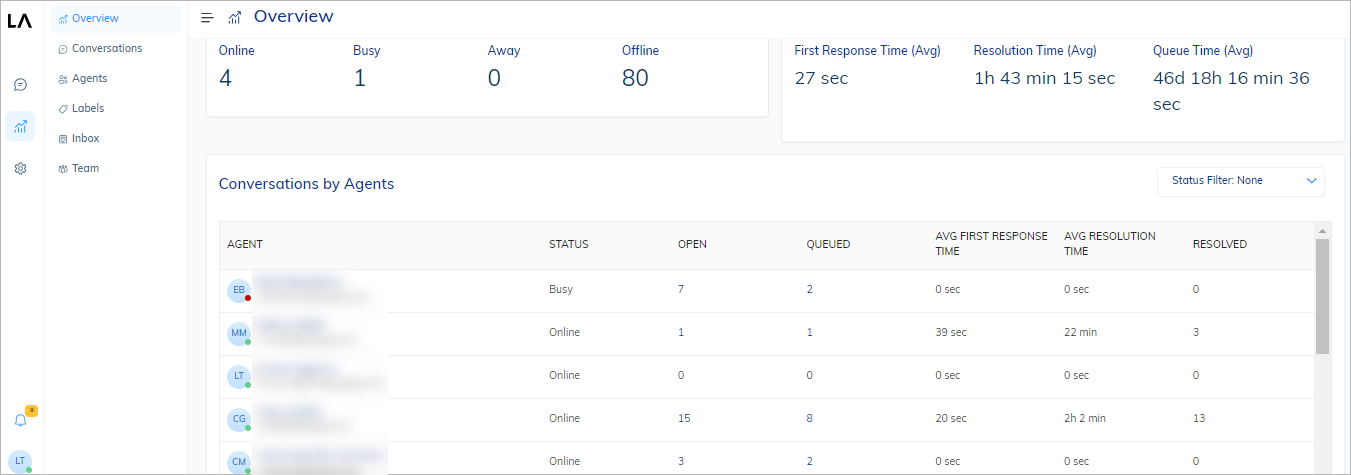 LA
Overview
Conversations
Agents
Labels
Inbox
Team
9
LT
Overview
Online Busy Away Offline
4 1 0 80
First Response Time (Avg) Resolution Time (Avg) Queue Time (Avg)
27 sec 1h 43 min 15 sec 46d 18h 16 min 36
sec
Conversations by Agents
Status Filter: None
AGENT STATUS OPEN QUEUED AVG FIRST RESPONSE AVG RESOLUTION RESOLVED
TIME TIME
EB Busy 7 2 0 sec 0 sec 0
MM Online 1 1 39 sec 22 min 3
LT Online 0 0 0 sec 0 sec 0
CG Online 15 8 20 sec 2h 2 min 13
CM Online 3 2 0 sec 0 sec 0